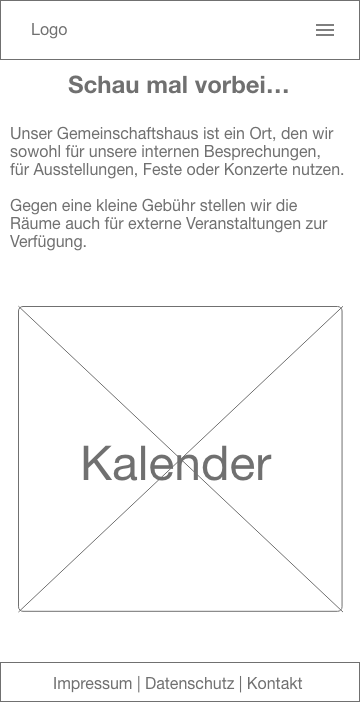 Logo
Schau mal vorbei...
Unser Gemeinschaftshaus ist ein Ort, den wir
sowohl für unsere internen Besprechungen,
für Ausstellungen, Feste oder Konzerte nutzen.
Gegen eine kleine Gebühr stellen wir die
Räume auch für externe Veranstaltungen zur
Verfügung.
Kalender
Impressum | Datenschutz | Kontakt